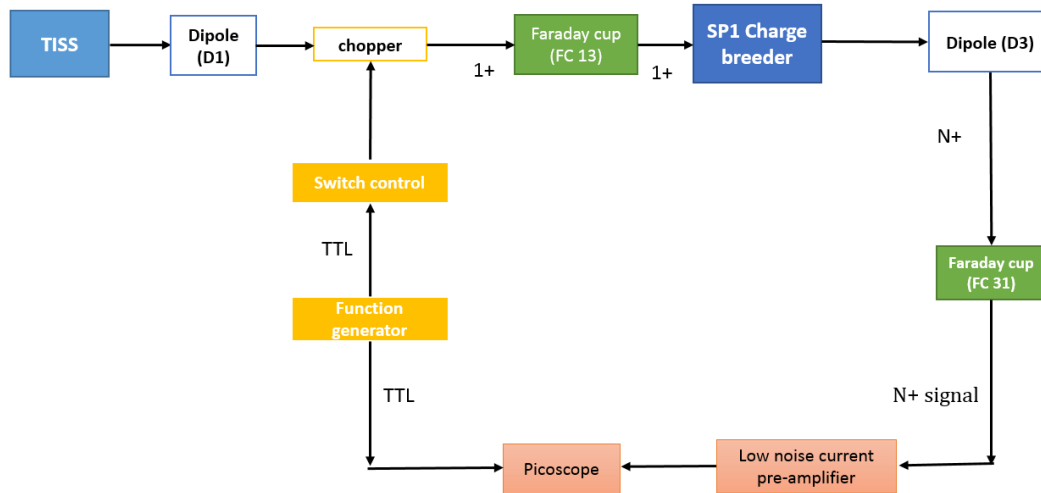 TISS
Dipole
(D1)
chopper
1+
Faraday cup
(FC 13)
1+
SP1 Charge
breeder
Dipole (D3)
N+
Switch control
TTL
Faraday cup
(FC 31)
Function
generator
TTL
N+ signal
Picoscope
Low noise current
pre-amplifier